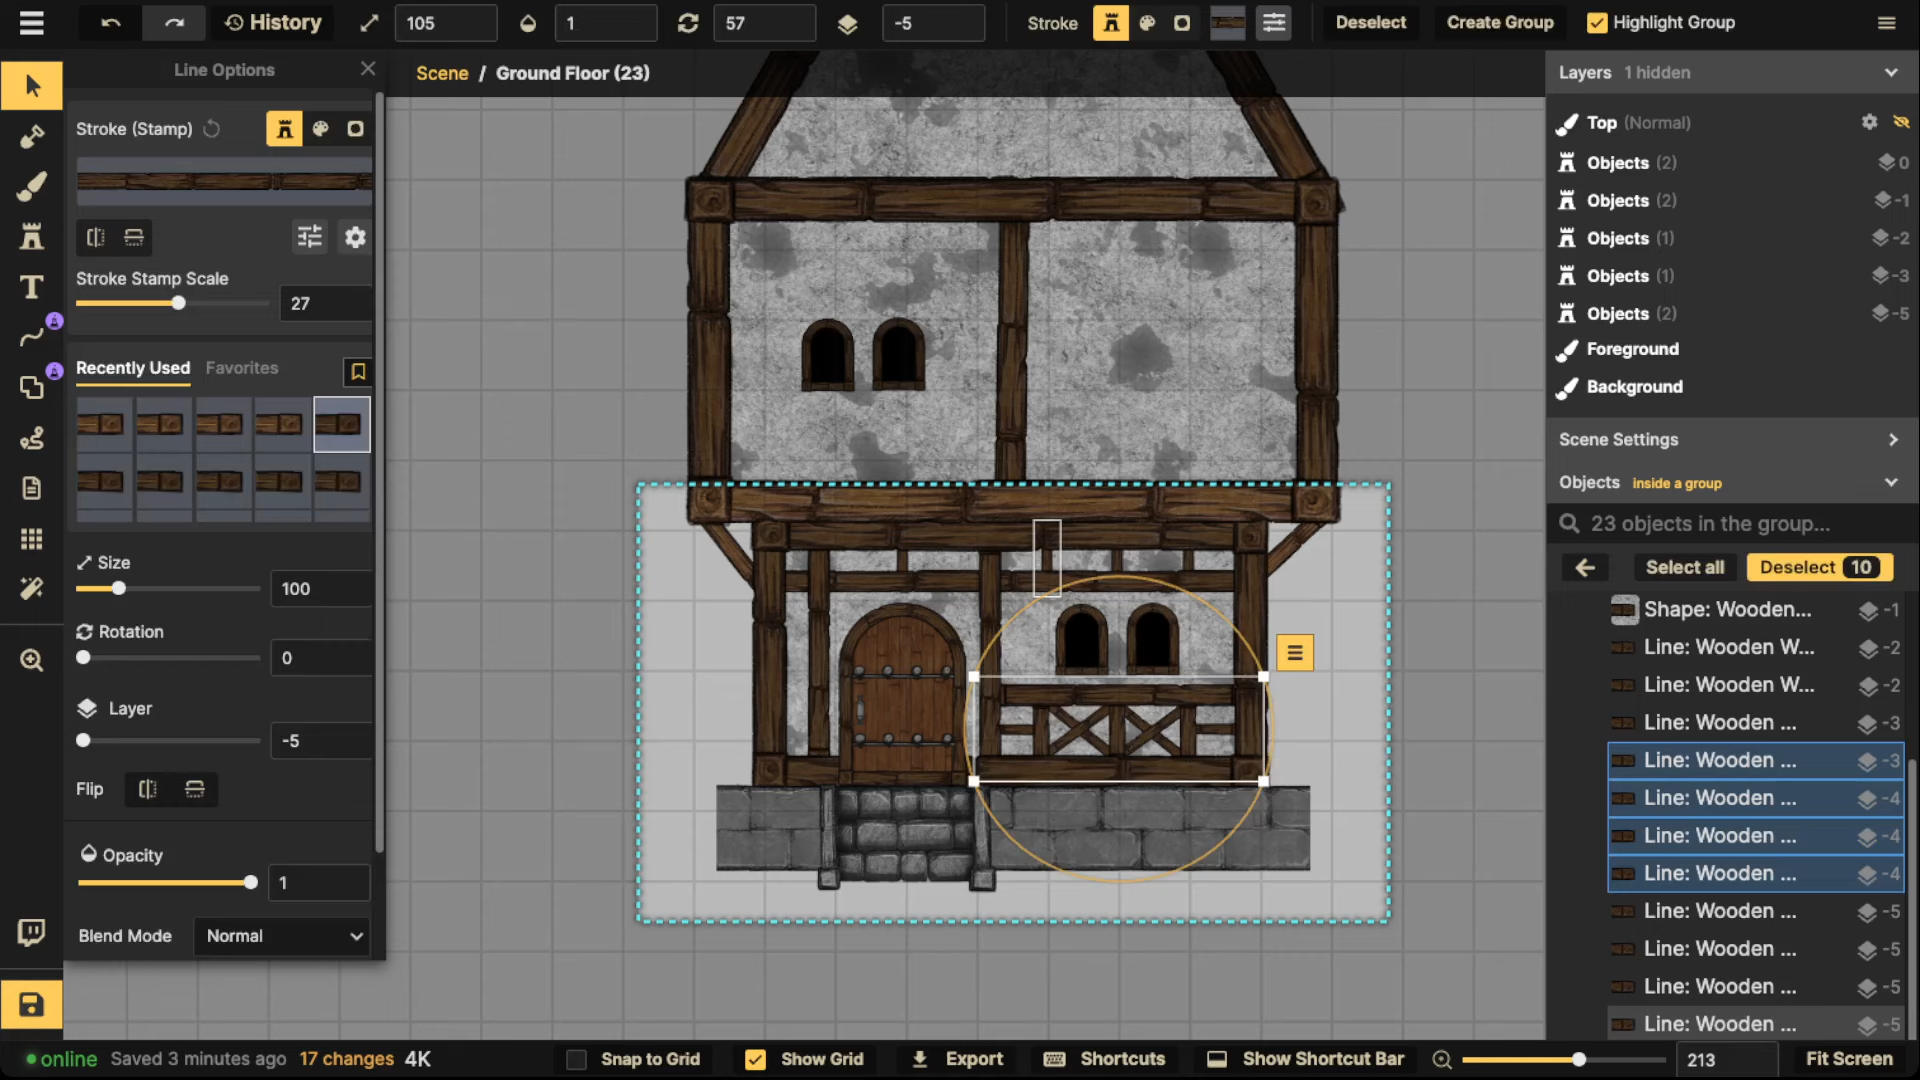 History
105
1
57
-5
Stroke
Deselect
Create Group
Highlight Group
Line Options
Scene / Ground Floor (23)
Stroke (Stamp)
Stroke Stamp Scale
27
Recently Used
Favorites
Size
100
Rotation
0
Layer
-5
Flip
Opacity
1
Blend Mode
Normal
Layers 1 hidden
Top (Normal)
Objects (2) 0
Objects (2) -1
Objects (1) -2
Objects (1) -3
Objects (2) -5
Foreground
Background
Scene Settings
Objects inside a group
23 objects in the group...
Select all
Deselect 10
Shape: Wooden... -1
Line: Wooden W... -2
Line: Wooden W... -2
Line: Wooden ... -3
Line: Wooden ... -3
Line: Wooden ... -4
Line: Wooden ... -4
Line: Wooden ... -4
Line: Wooden ... -5
Line: Wooden ... -5
Line: Wooden ... -5
Line: Wooden ... -5
online
Saved 3 minutes ago
17 changes
4K
Snap to Grid
Show Grid
Export
Shortcuts
Show Shortcut Bar
213
Fit Screen